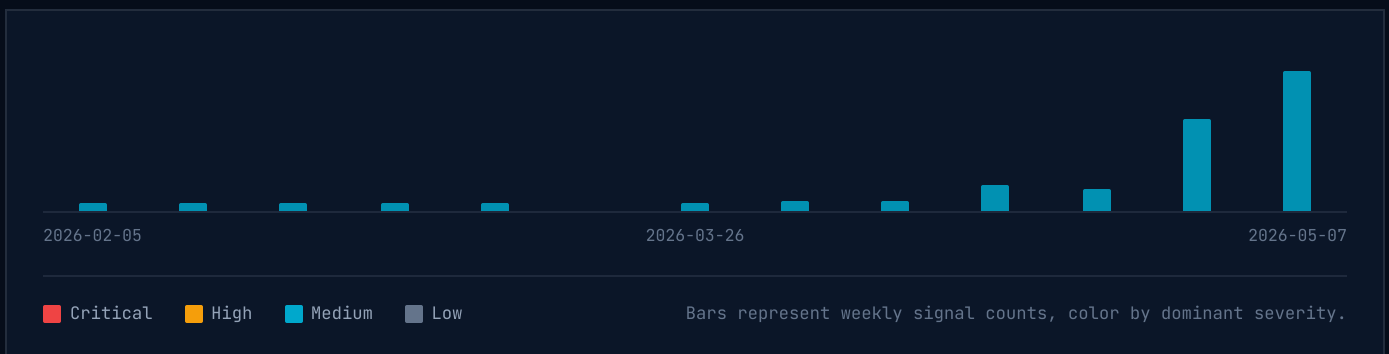 2026-02-05 2026-03-26 2026-05-07
Critical High Medium Low Bars represent weekly signal counts, color by dominant severity.